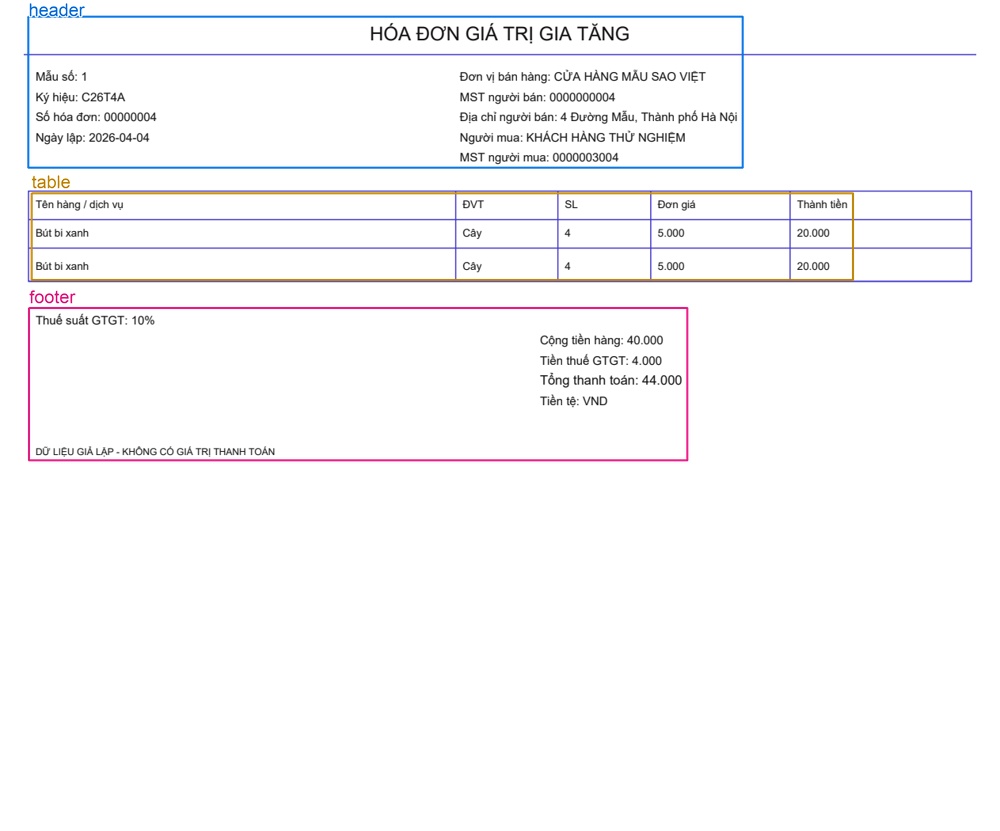 header
HÓA ĐƠN GIÁ TRỊ GIA TĂNG
Mẫu số: 1
Ký hiệu: C26T4A
Số hóa đơn: 00000004
Ngày lập: 2026-04-04
Đơn vị bán hàng: CỬA HÀNG MẪU SAO VIỆT
MST người bán: 0000000004
Địa chỉ người bán: 4 Đường Mẫu, Thành phố Hà Nội
Người mua: KHÁCH HÀNG THỬ NGHIỆM
MST người mua: 0000003004
table
Tên hàng / dịch vụ ĐVT SL Đơn giá Thành tiền
Bút bi xanh Cây 4 5.000 20.000
Bút bi xanh Cây 4 5.000 20.000
footer
Thuế suất GTGT: 10%
Cộng tiền hàng: 40.000
Tiền thuế GTGT: 4.000
Tổng thanh toán: 44.000
Tiền tệ: VND
DỮ LIỆU GIẢ LẬP - KHÔNG CÓ GIÁ TRỊ THANH TOÁN